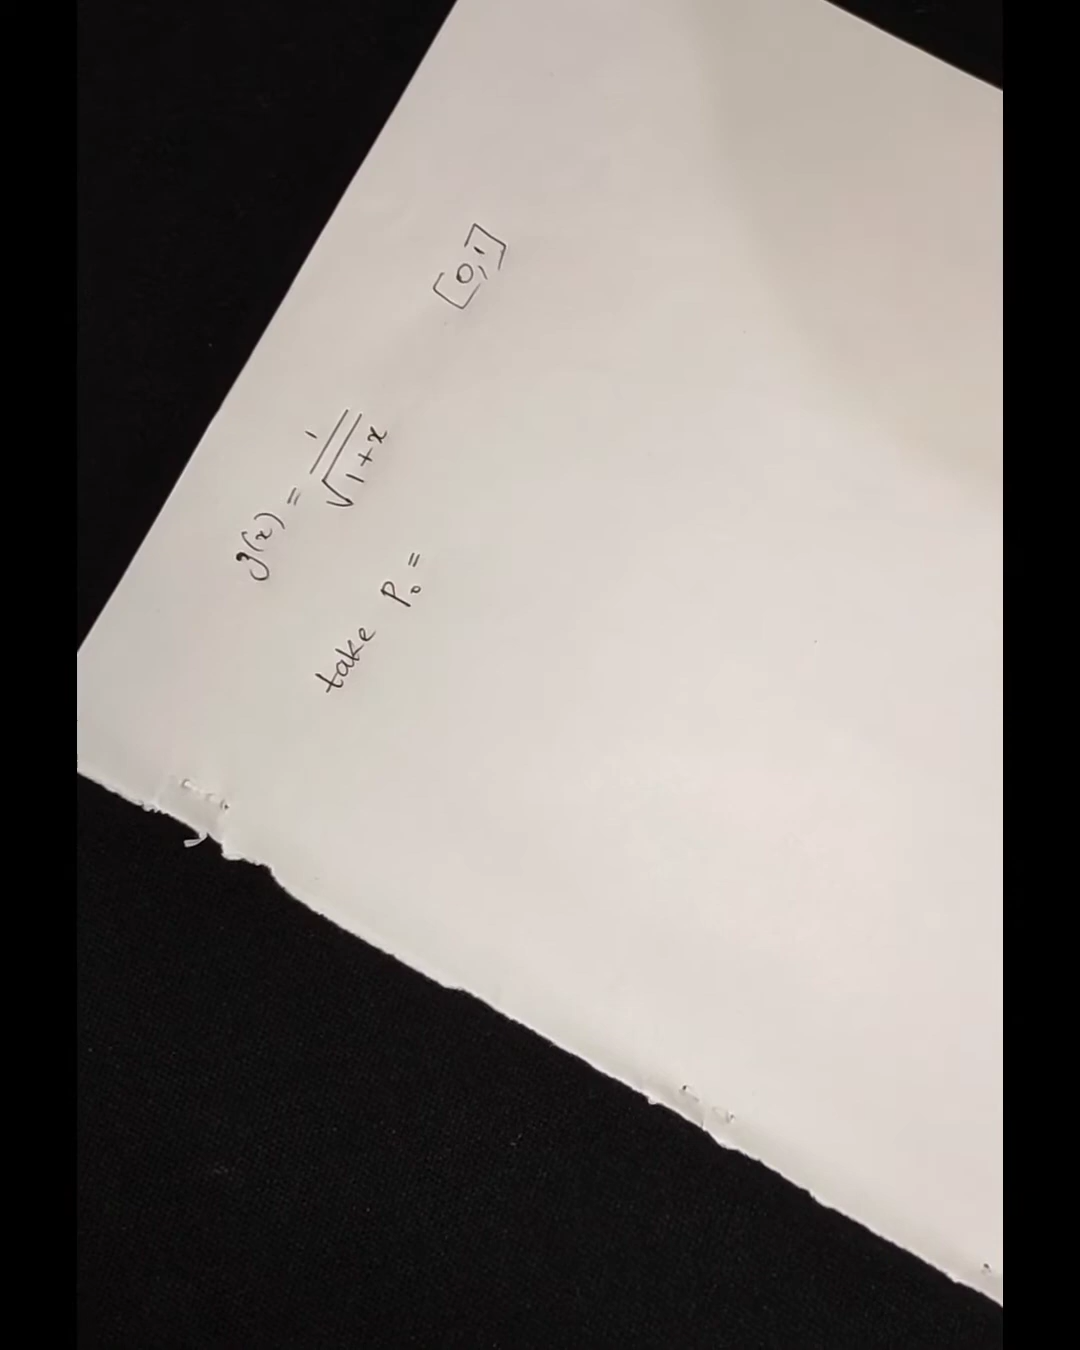 g(x) = 1/√(1+x) [0,1]
take P₀ =